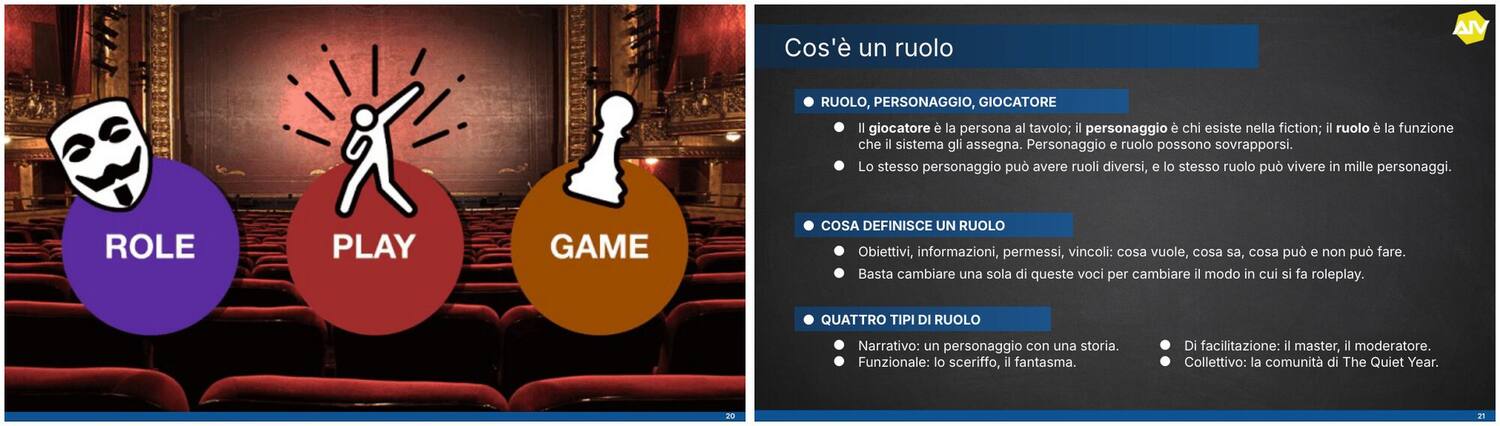 ROLE
PLAY
GAME
20
AIV
Cos'è un ruolo
RUOLO, PERSONAGGIO, GIOCATORE
Il giocatore è la persona al tavolo; il personaggio è chi esiste nella fiction; il ruolo è la funzione
che il sistema gli assegna. Personaggio e ruolo possono sovrapporsi.
Lo stesso personaggio può avere ruoli diversi, e lo stesso ruolo può vivere in mille personaggi.
COSA DEFINISCE UN RUOLO
Obiettivi, informazioni, permessi, vincoli: cosa vuole, cosa sa, cosa può e non può fare.
Basta cambiare una sola di queste voci per cambiare il modo in cui si fa roleplay.
QUATTRO TIPI DI RUOLO
Narrativo: un personaggio con una storia.
Funzionale: lo sceriffo, il fantasma.
Di facilitazione: il master, il moderatore.
Collettivo: la comunità di The Quiet Year.
21